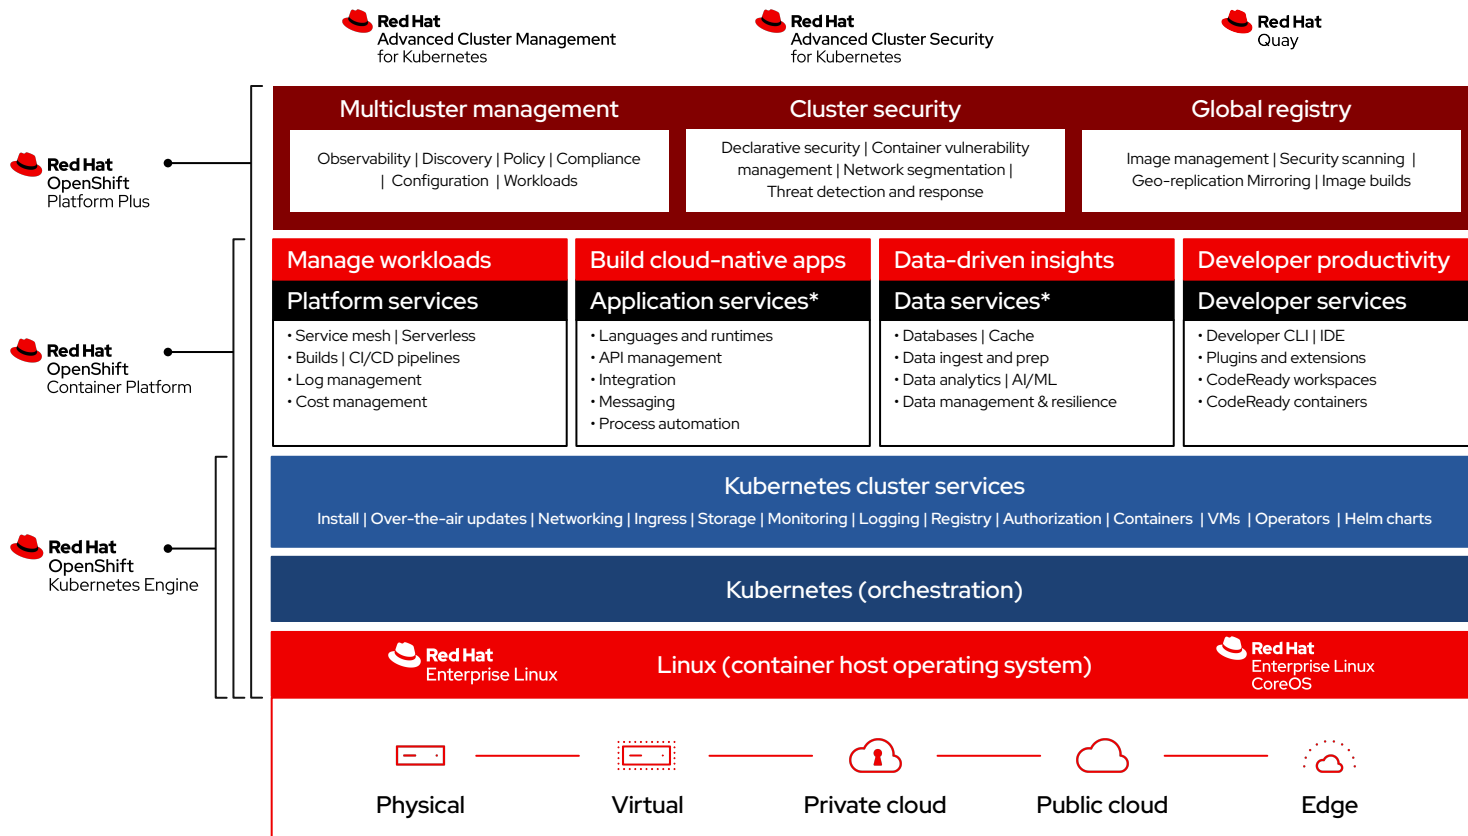 Red Hat
Advanced Cluster Management
for Kubernetes
Red Hat
Advanced Cluster Security
for Kubernetes
Red Hat
Quay
Red Hat
OpenShift
Platform Plus
Multicluster management
Observability | Discovery | Policy | Compliance
| Configuration | Workloads
Cluster security
Declarative security | Container vulnerability
management | Network segmentation |
Threat detection and response
Global registry
Image management | Security scanning |
Geo-replication Mirroring | Image builds
Red Hat
OpenShift
Container Platform
Manage workloads
Platform services
• Service mesh | Serverless
• Builds | CI/CD pipelines
• Log management
• Cost management
Build cloud-native apps
Application services*
• Languages and runtimes
• API management
• Integration
• Messaging
• Process automation
Data-driven insights
Data services*
• Databases | Cache
• Data ingest and prep
• Data analytics | AI/ML
• Data management & resilience
Developer productivity
Developer services
• Developer CLI | IDE
• Plugins and extensions
• CodeReady workspaces
• CodeReady containers
Red Hat
OpenShift
Kubernetes Engine
Kubernetes cluster services
Install | Over-the-air updates | Networking | Ingress | Storage | Monitoring | Logging | Registry | Authorization | Containers | VMs | Operators | Helm charts
Kubernetes (orchestration)
Red Hat
Enterprise Linux
Linux (container host operating system)
Red Hat
Enterprise Linux
CoreOS
Physical
Virtual
Private cloud
Public cloud
Edge